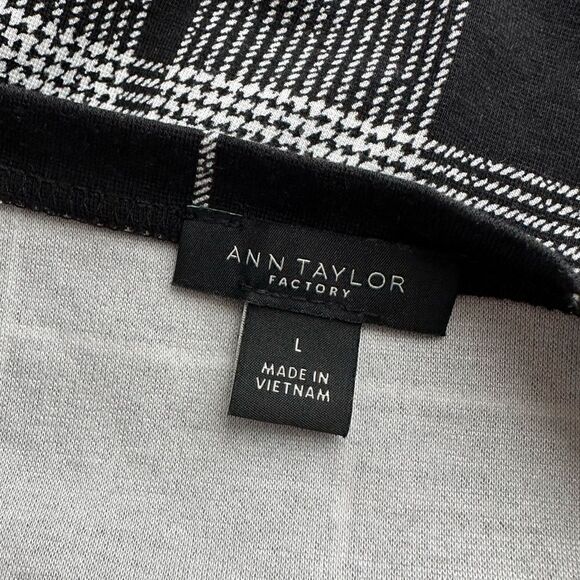 ANN TAYLOR
FACTORY
L
MADE IN
VIETNAM